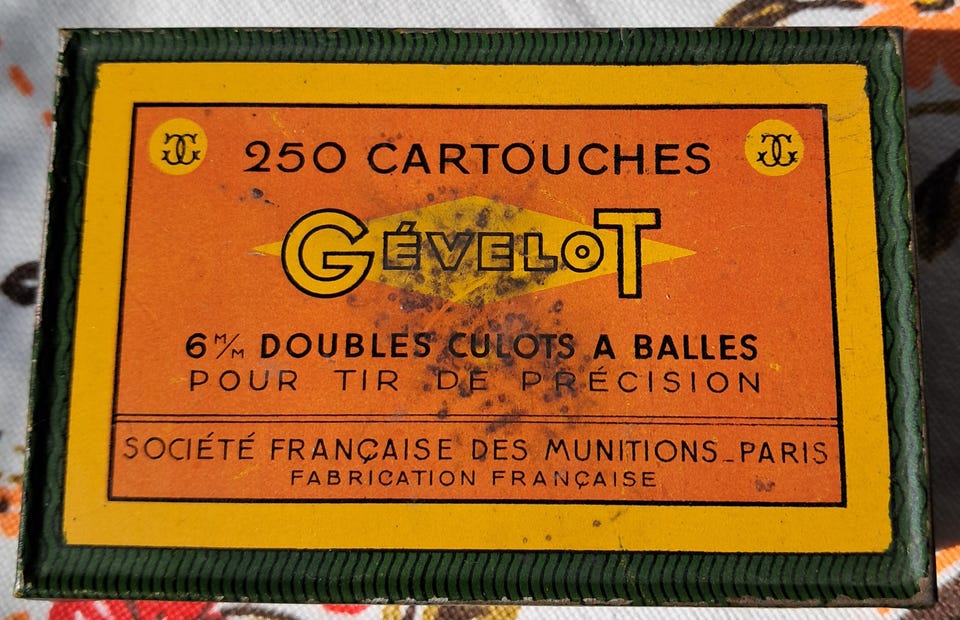 250 CARTOUCHES
GÉVELOT
6 M/M DOUBLES CULOTS A BALLES
POUR TIR DE PRÉCISION
SOCIÉTÉ FRANÇAISE DES MUNITIONS_PARIS
FABRICATION FRANÇAISE